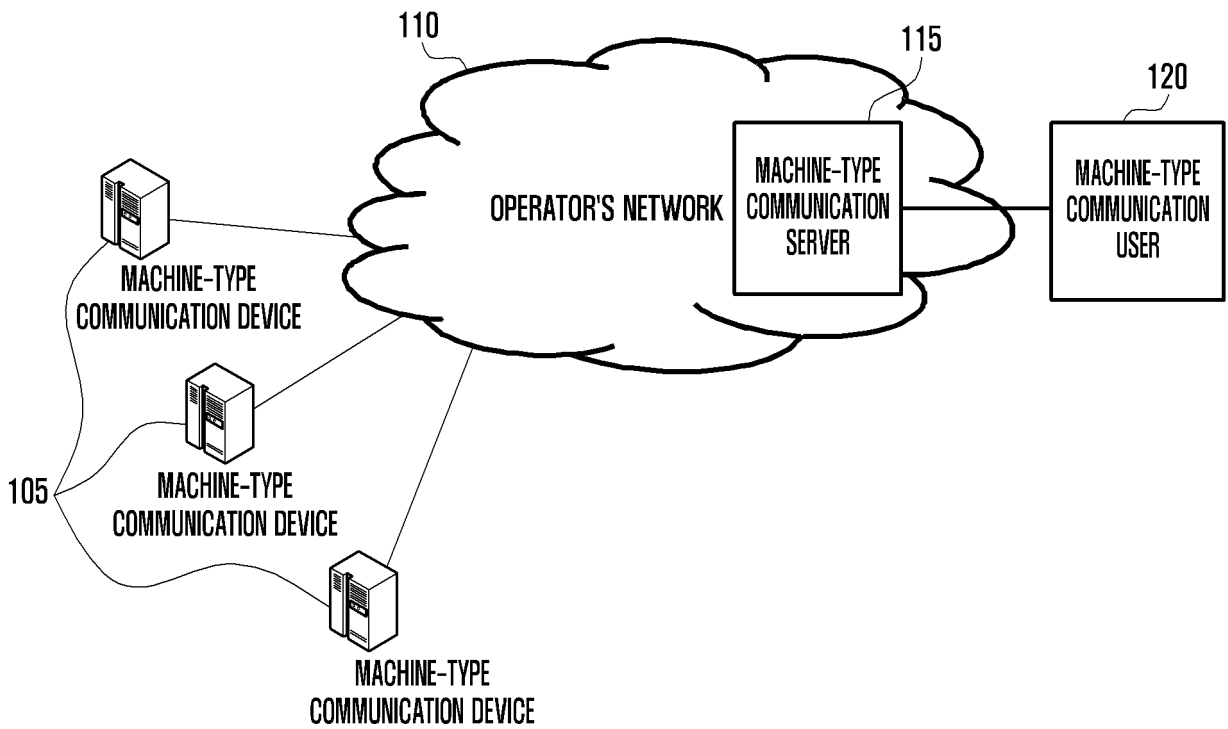 110
115
120
MACHINE-TYPE
COMMUNICATION
SERVER
OPERATOR'S NETWORK
MACHINE-TYPE
COMMUNICATION
USER
MACHINE-TYPE
COMMUNICATION DEVICE
105
MACHINE-TYPE
COMMUNICATION DEVICE
MACHINE-TYPE
COMMUNICATION DEVICE